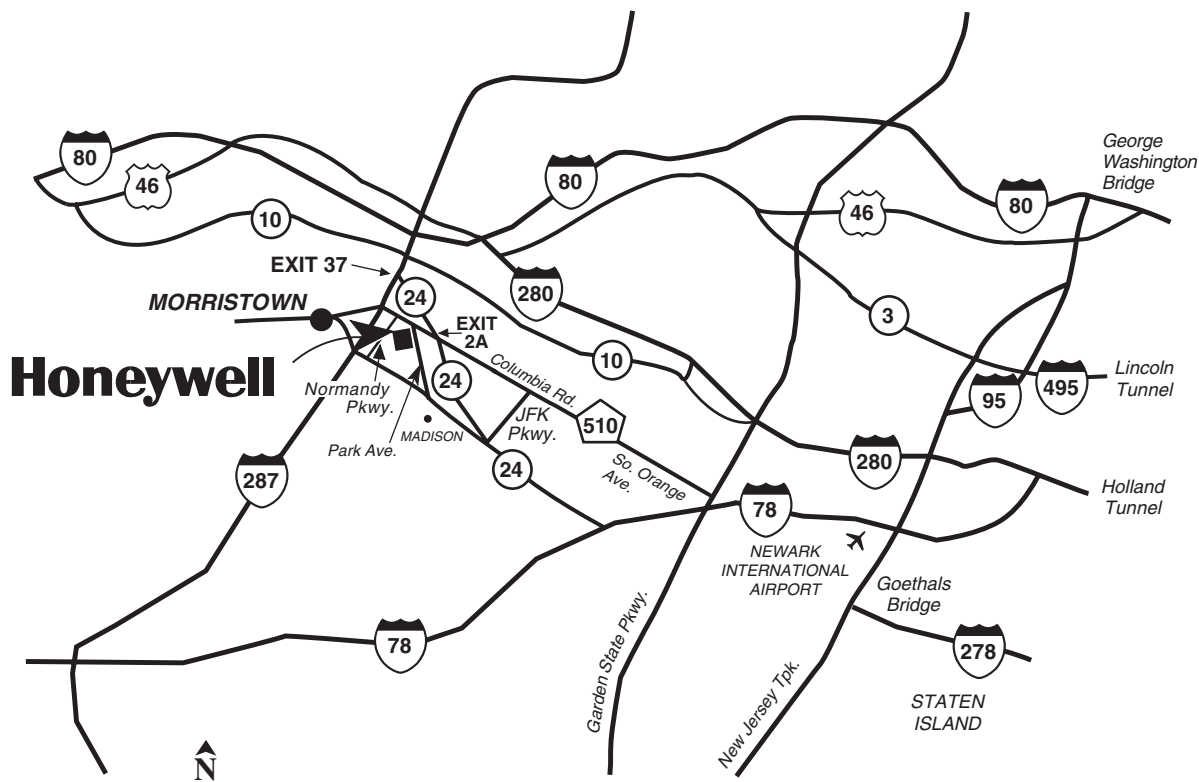 George
Washington
Bridge
80
46
80
80
46
10
EXIT 37
24
280
MORRISTOWN
EXIT
2A
3
Honeywell
Normandy
Pkwy.
24
Columbia Rd.
10
Lincoln
Tunnel
495
95
Park Ave.
MADISON
JFK
Pkwy.
510
287
24
So. Orange
Ave.
280
78
Holland
Tunnel
NEWARK
INTERNATIONAL
AIRPORT
Goethals
Bridge
78
278
Garden State Pkwy.
New Jersey Tpk.
STATEN
ISLAND
N